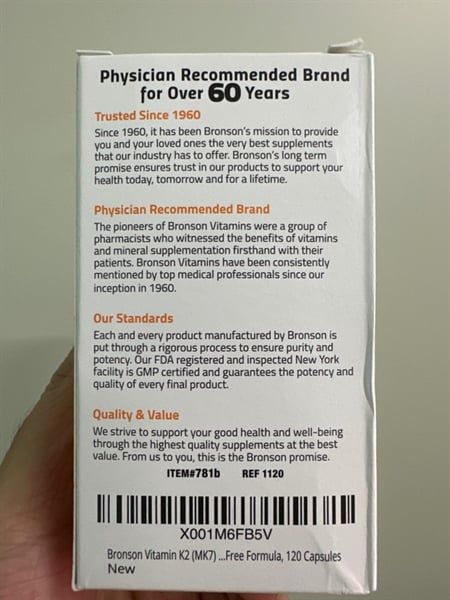 Physician Recommended Brand
for Over 60 Years
Trusted Since 1960
Since 1960, it has been Bronson's mission to provide
you and your loved ones the very best supplements
that our industry has to offer. Bronson's long term
promise ensures trust in our products to support your
health today, tomorrow and for a lifetime.
Physician Recommended Brand
The pioneers of Bronson Vitamins were a group of
pharmacists who witnessed the benefits of vitamins
and mineral supplementation firsthand with their
patients. Bronson Vitamins have been consistently
mentioned by top medical professionals since our
inception in 1960.
Our Standards
Each and every product manufactured by Bronson is
put through a rigorous process to ensure purity and
potency. Our FDA registered and inspected New York
facility is GMP certified and guarantees the potency and
quality of every final product.
Quality & Value
We strive to support your good health and well-being
through the highest quality supplements at the best
value. From us to you, this is the Bronson promise.
ITEM#781b REF 1120
X001M6FB5V
Bronson Vitamin K2 (MK7) ...Free Formula, 120 Capsules
New